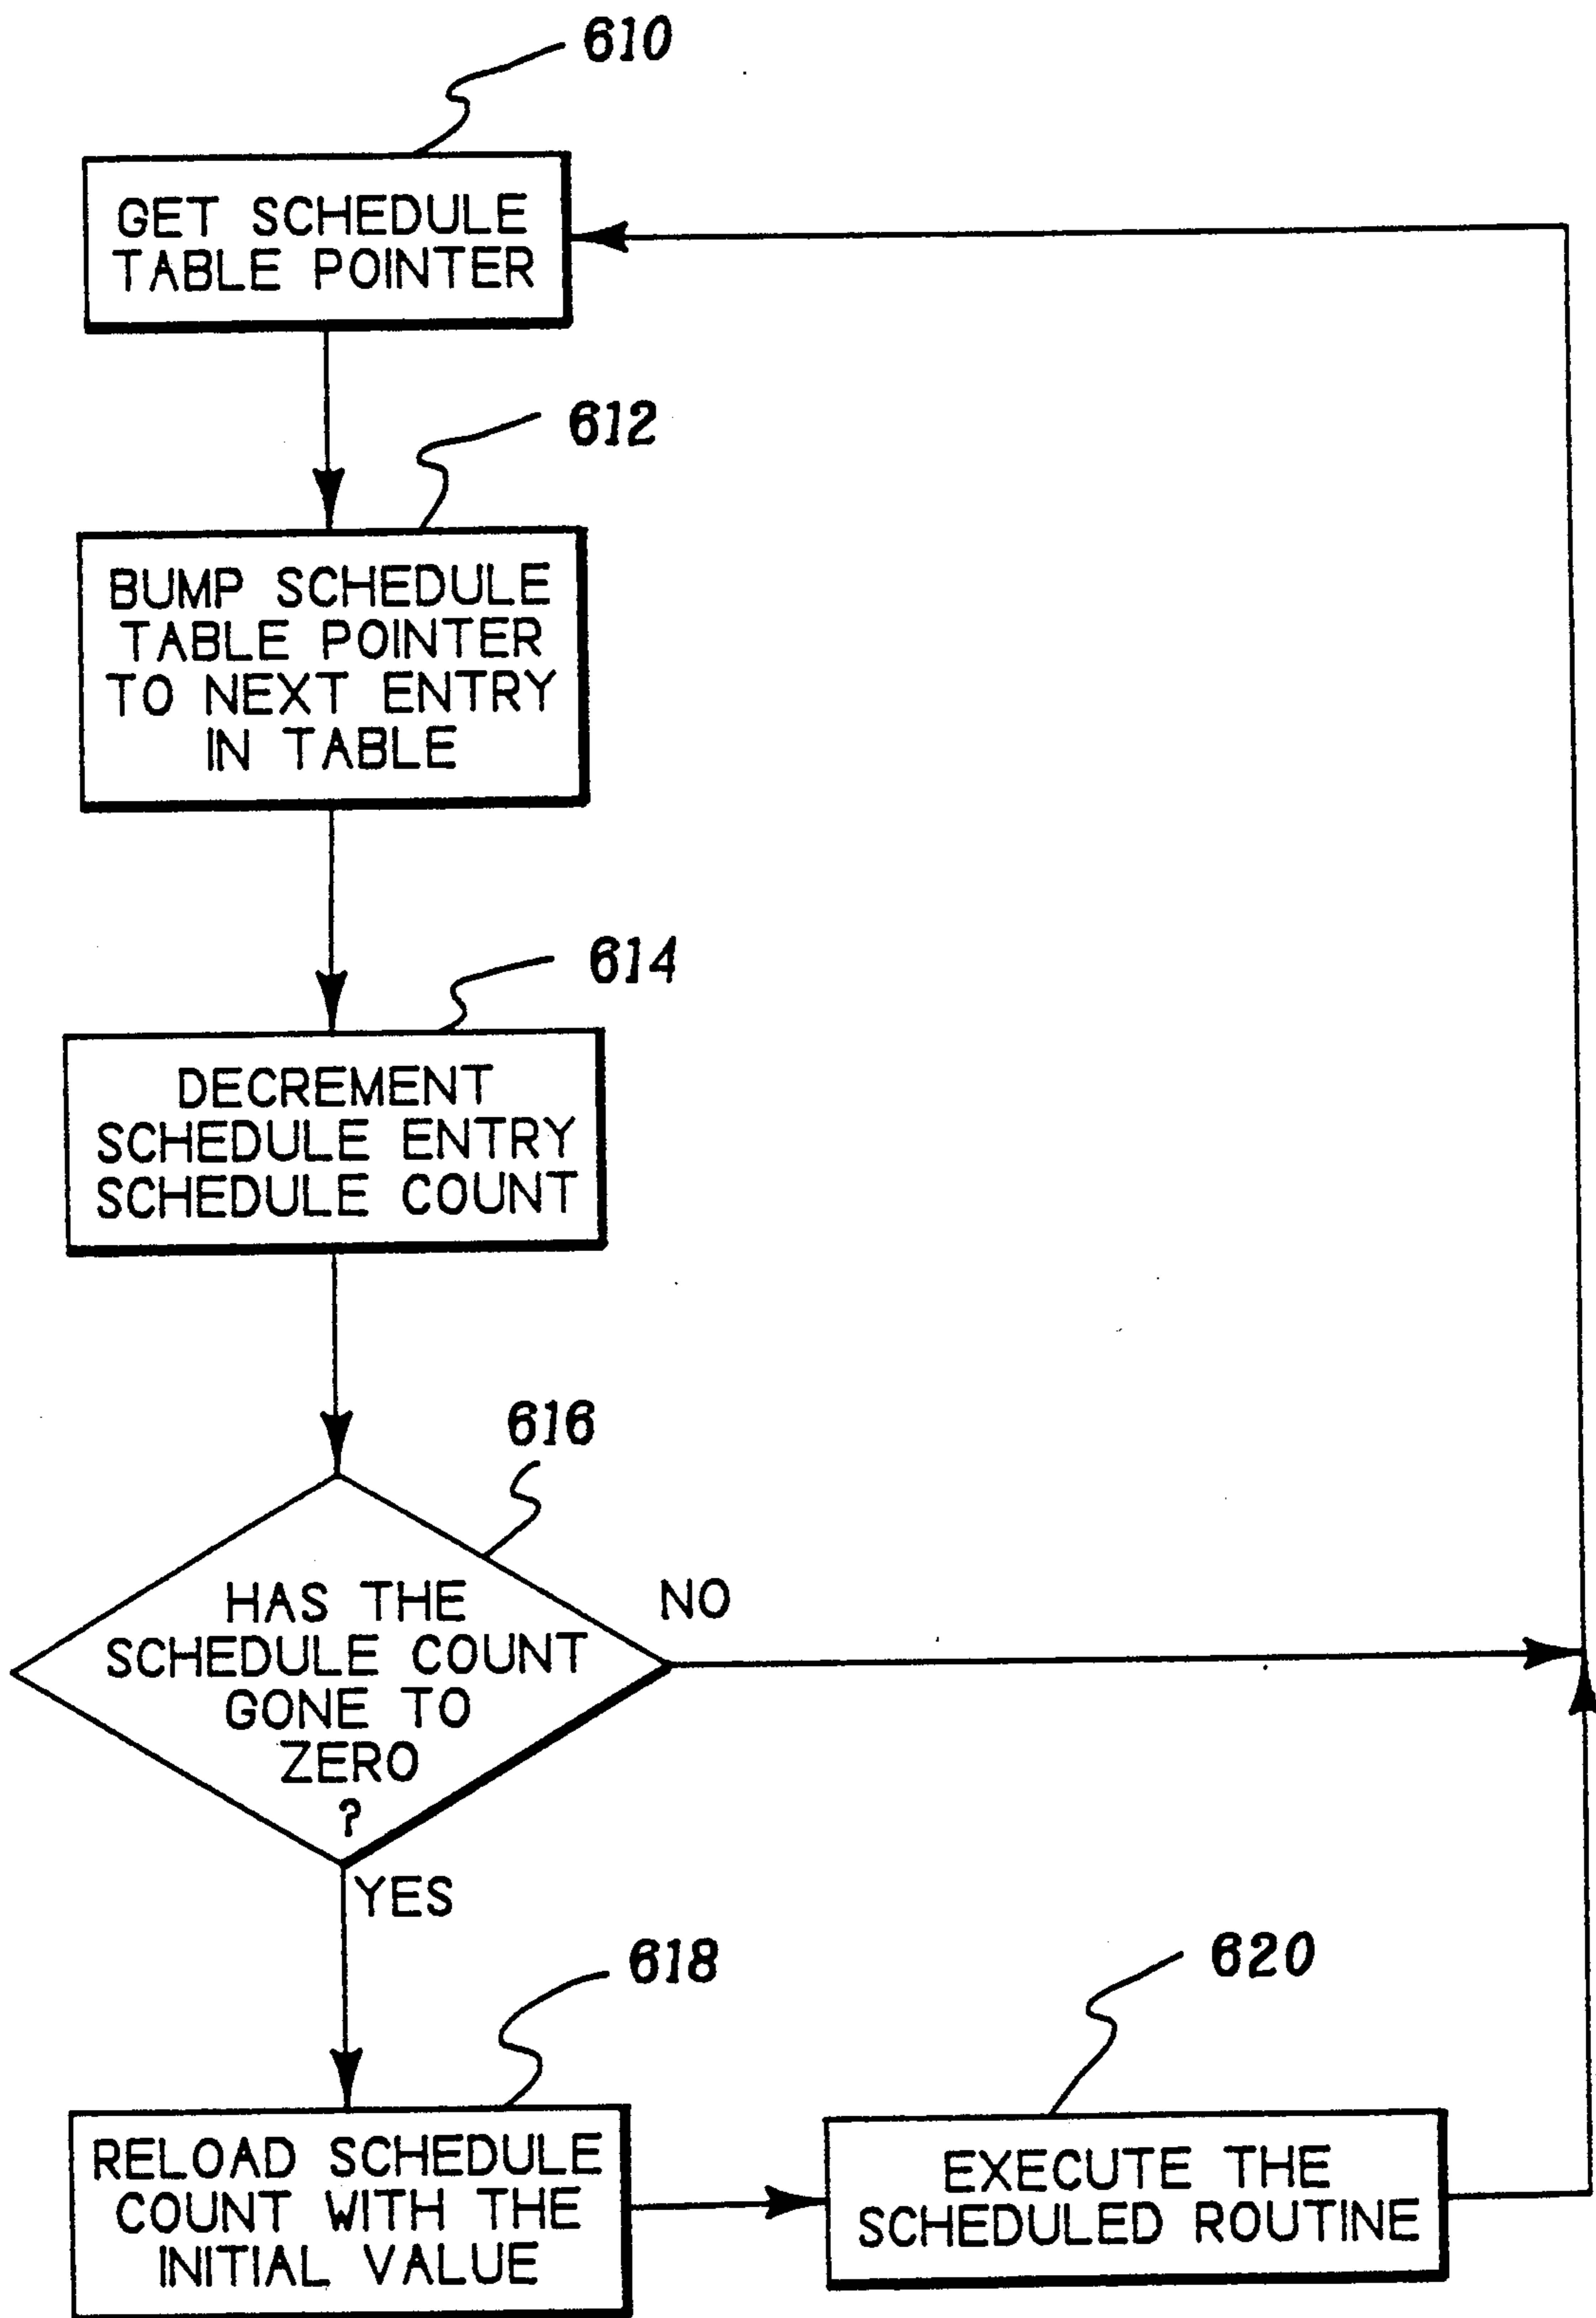 610
GET SCHEDULE
TABLE POINTER
612
BUMP SCHEDULE
TABLE POINTER
TO NEXT ENTRY
IN TABLE
614
DECREMENT
SCHEDULE ENTRY
SCHEDULE COUNT
616
HAS THE
SCHEDULE COUNT
GONE TO
ZERO
?
NO
YES
618
RELOAD SCHEDULE
COUNT WITH THE
INITIAL VALUE
620
EXECUTE THE
SCHEDULED ROUTINE